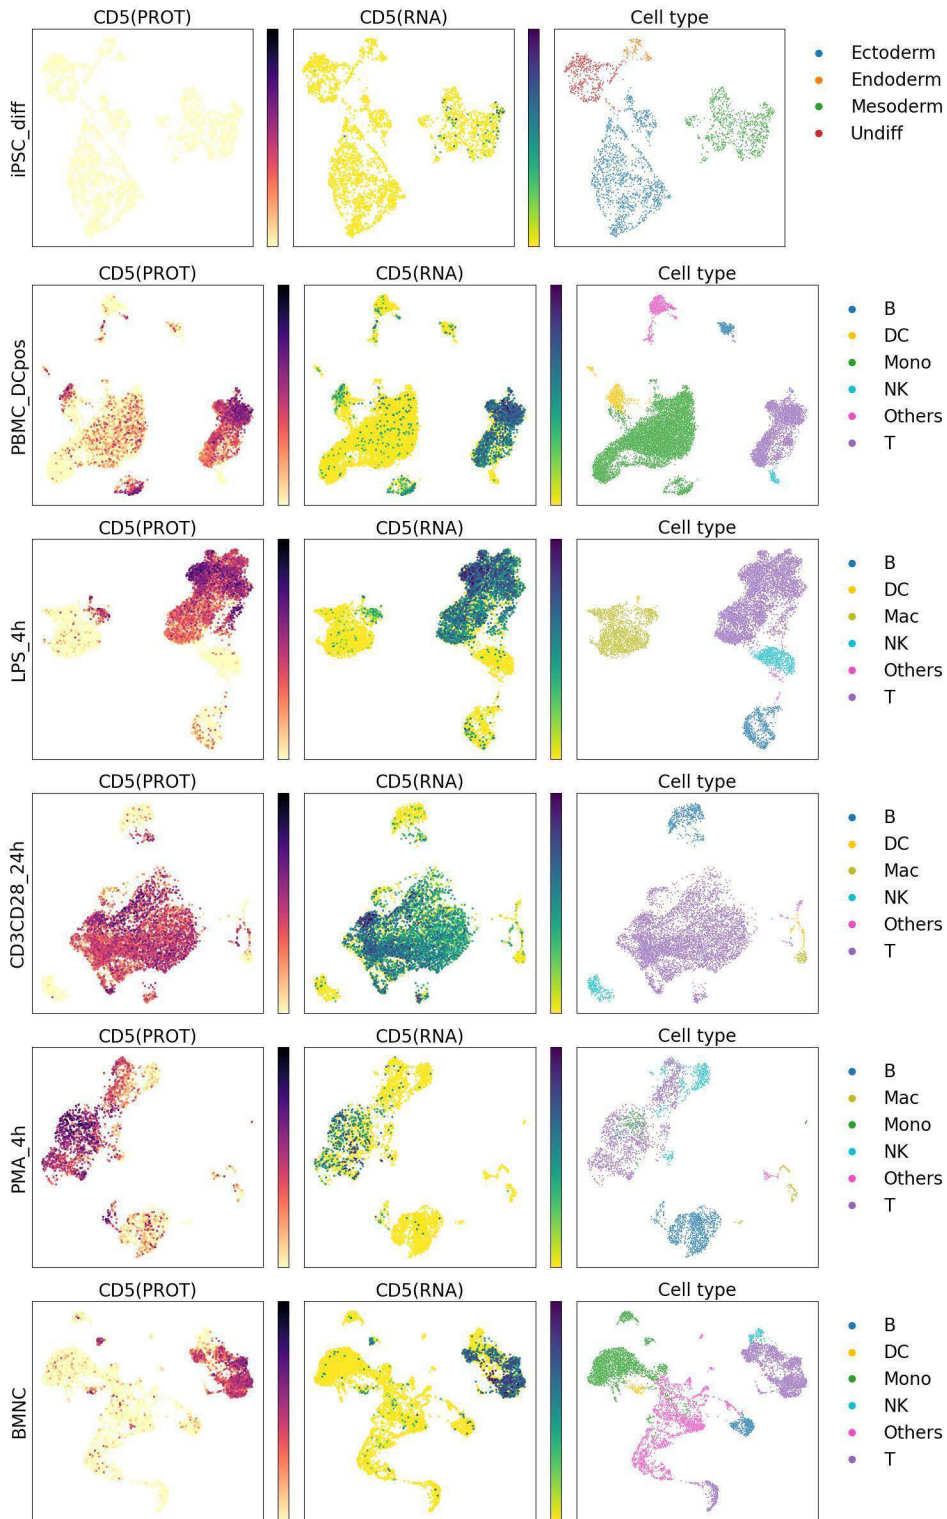 CD5(PROT) CD5(RNA) Cell type
iPSC_diff
Ectoderm
Endoderm
Mesoderm
Undiff
CD5(PROT) CD5(RNA) Cell type
PBMC_DCpos
B
DC
Mono
NK
Others
T
CD5(PROT) CD5(RNA) Cell type
LPS_4h
B
DC
Mac
NK
Others
T
CD5(PROT) CD5(RNA) Cell type
CD3CD28_24h
B
DC
Mac
NK
Others
T
CD5(PROT) CD5(RNA) Cell type
PMA_4h
B
Mac
Mono
NK
Others
T
CD5(PROT) CD5(RNA) Cell type
BMNC
B
DC
Mono
NK
Others
T